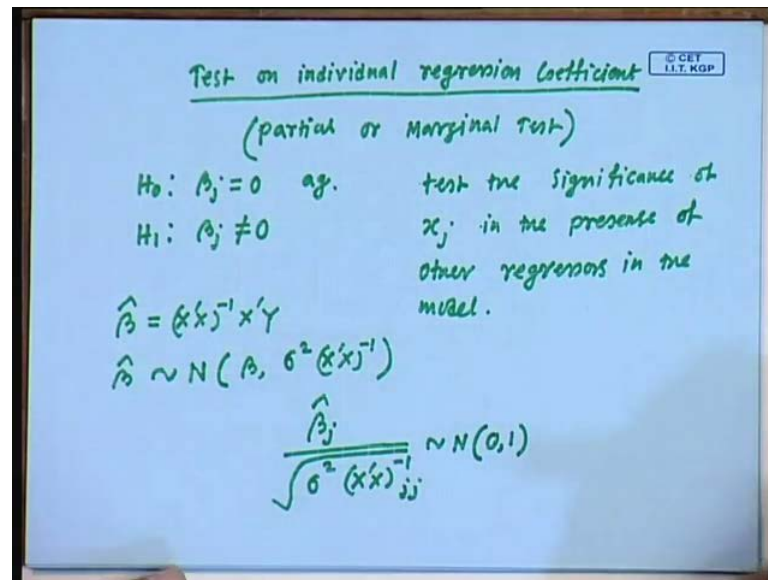 Test on individual regression Coefficient
© CET
I.I.T. KGP
(Partial or Marginal Test)
H₀: βⱼ = 0 ag.
H₁: βⱼ ≠ 0
test the significance of
xⱼ in the presence of
other regressors in the
model.
β̂ = (x'x)⁻¹ x'Y
β̂ ~ N(β, σ² (x'x)⁻¹)
β̂ⱼ / √(σ² (x'x)⁻¹ⱼⱼ) ~ N(0,1)